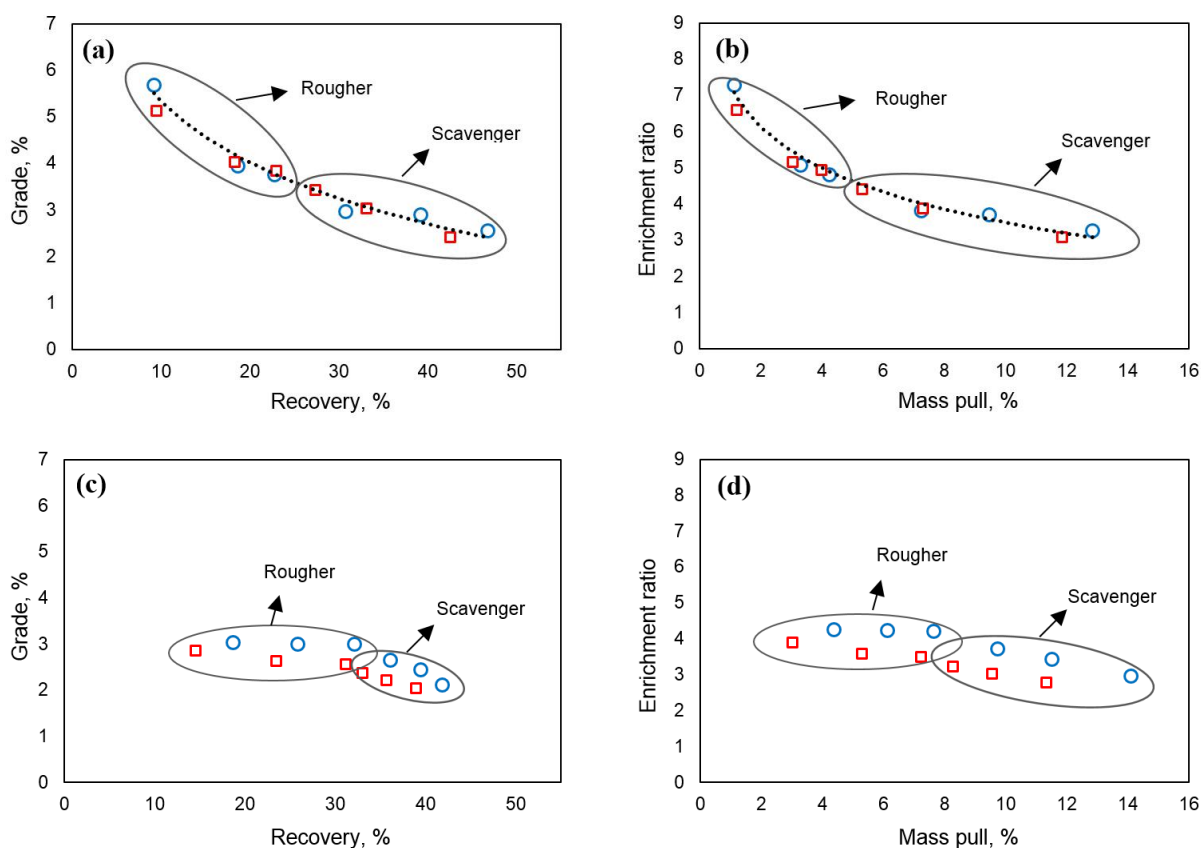 (a)
Grade, %
7
6
5
4
3
2
1
0
Rougher
Scavenger
0 10 20 30 40 50
Recovery, %
(b)
Enrichment ratio
9
8
7
6
5
4
3
2
1
0
Rougher
Scavenger
0 2 4 6 8 10 12 14 16
Mass pull, %
(c)
Grade, %
7
6
5
4
3
2
1
0
Rougher
Scavenger
0 10 20 30 40 50
Recovery, %
(d)
Enrichment ratio
9
8
7
6
5
4
3
2
1
0
Rougher
Scavenger
0 2 4 6 8 10 12 14 16
Mass pull, %